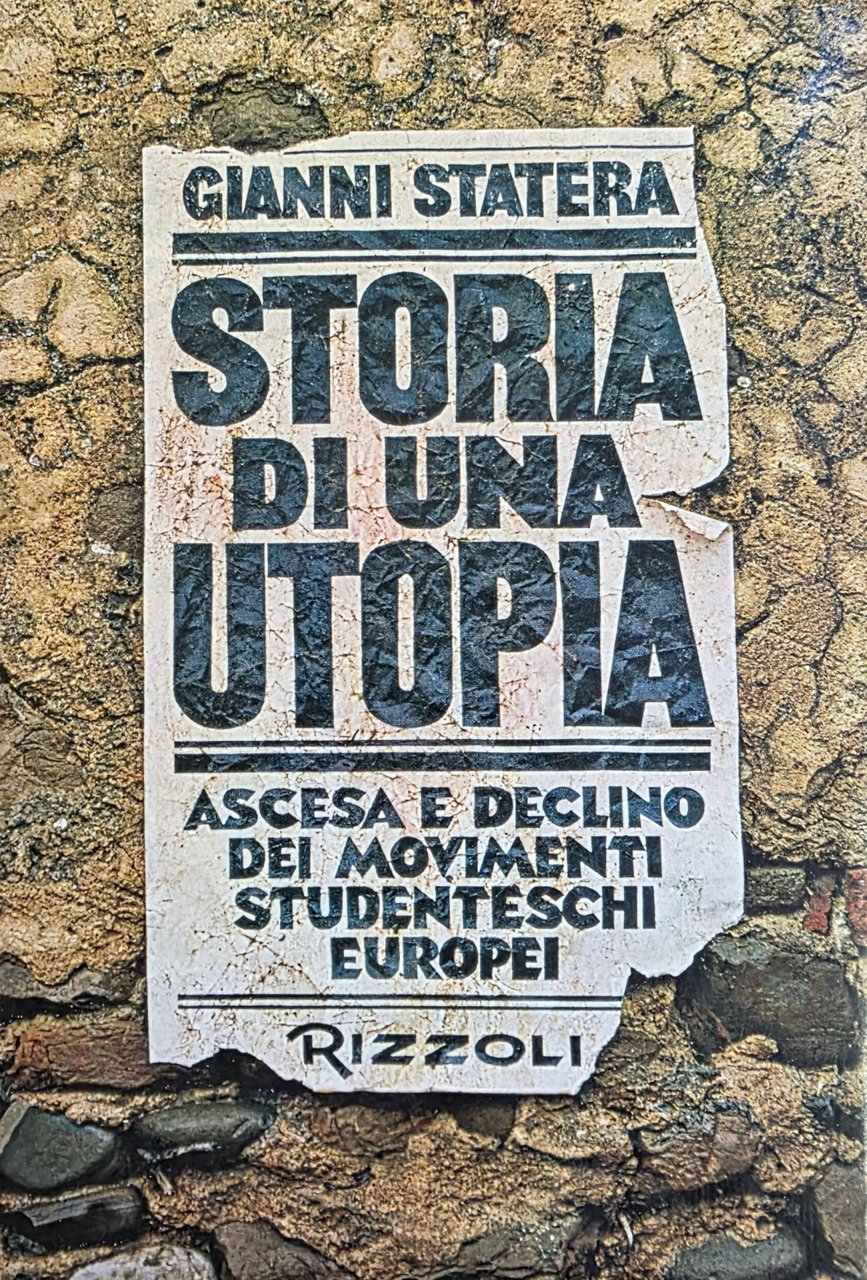 GIANNI STATERA
STORIA
DI UNA
UTOPIA
ASCESA E DECLINO
DEI MOVIMENTI
STUDENTESCHI
EUROPEI
RIZZOLI